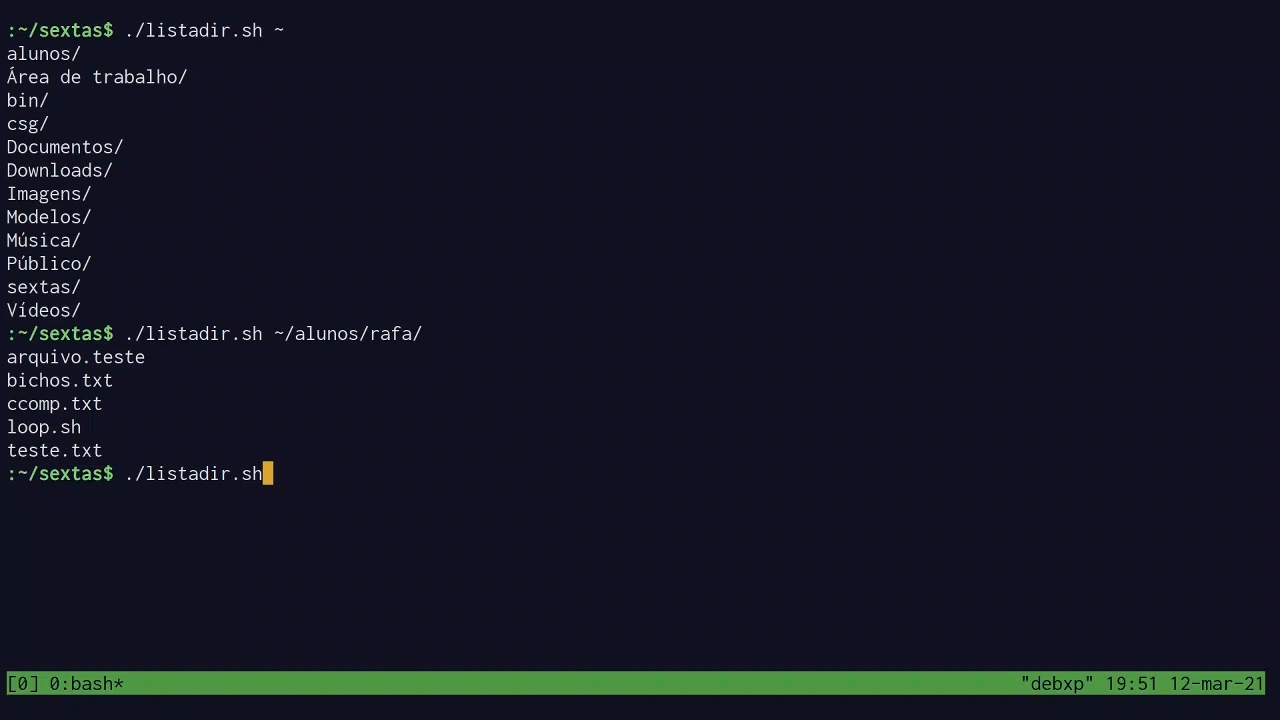 :~/sextas$ ./listadir.sh ~
alunos/
Área de trabalho/
bin/
csg/
Documentos/
Downloads/
Imagens/
Modelos/
Música/
Público/
sextas/
Vídeos/
:~/sextas$ ./listadir.sh ~/alunos/rafa/
arquivo.teste
bichos.txt
ccomp.txt
loop.sh
teste.txt
:~/sextas$ ./listadir.sh
[0] 0:bash* "debxp" 19:51 12-mar-21